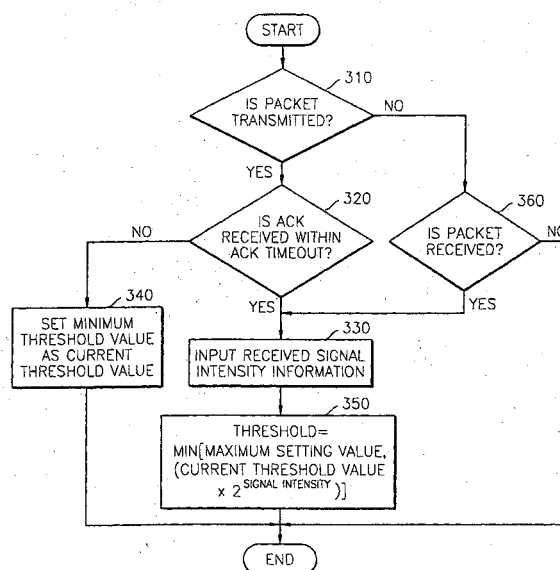 START
310
IS PACKET
TRANSMITTED?
NO
YES
320
IS ACK
RECEIVED WITHIN
ACK TIMEOUT?
NO
YES
360
IS PACKET
RECEIVED?
NO
YES
340
SET MINIMUM
THRESHOLD VALUE
AS CURRENT
THRESHOLD VALUE
330
INPUT RECEIVED SIGNAL
INTENSITY INFORMATION
350
THRESHOLD=
MIN[MAXIMUM SETTING VALUE,
(CURRENT THRESHOLD VALUE
x 2^SIGNAL INTENSITY)]
END